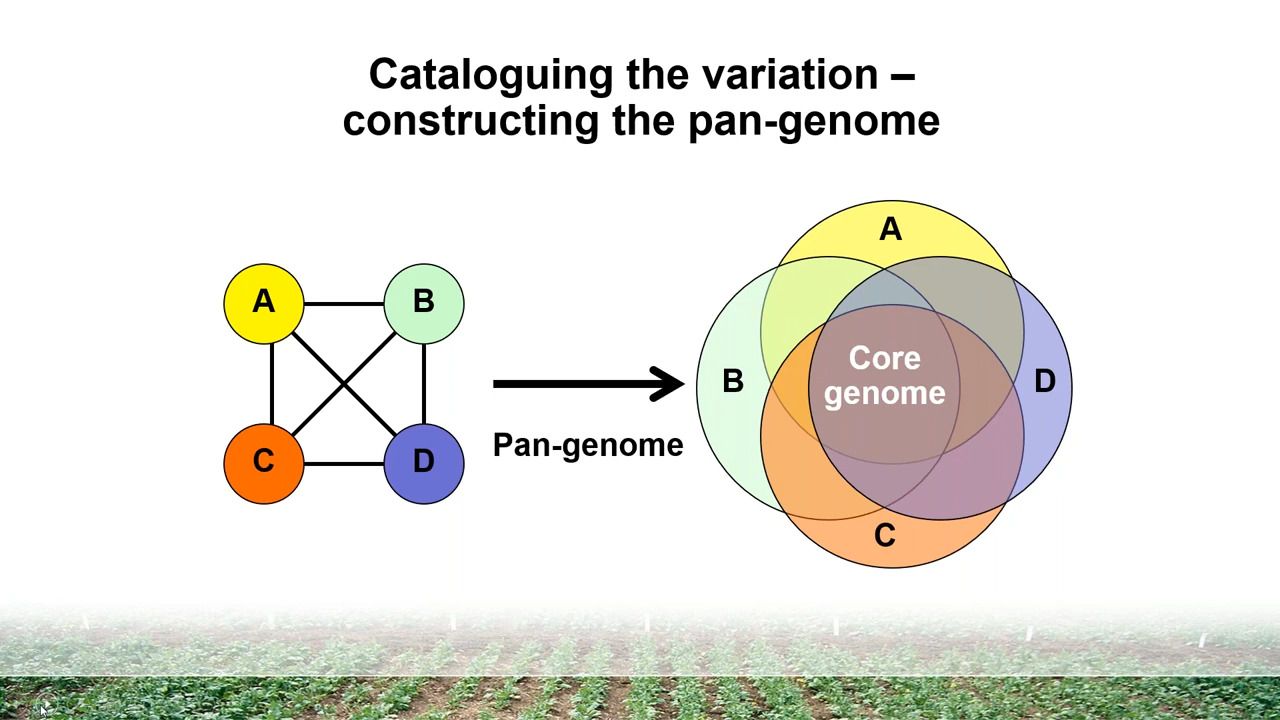 Cataloguing the variation –
constructing the pan-genome
A
B
C
D
Pan-genome
A
B
Core
genome
D
C